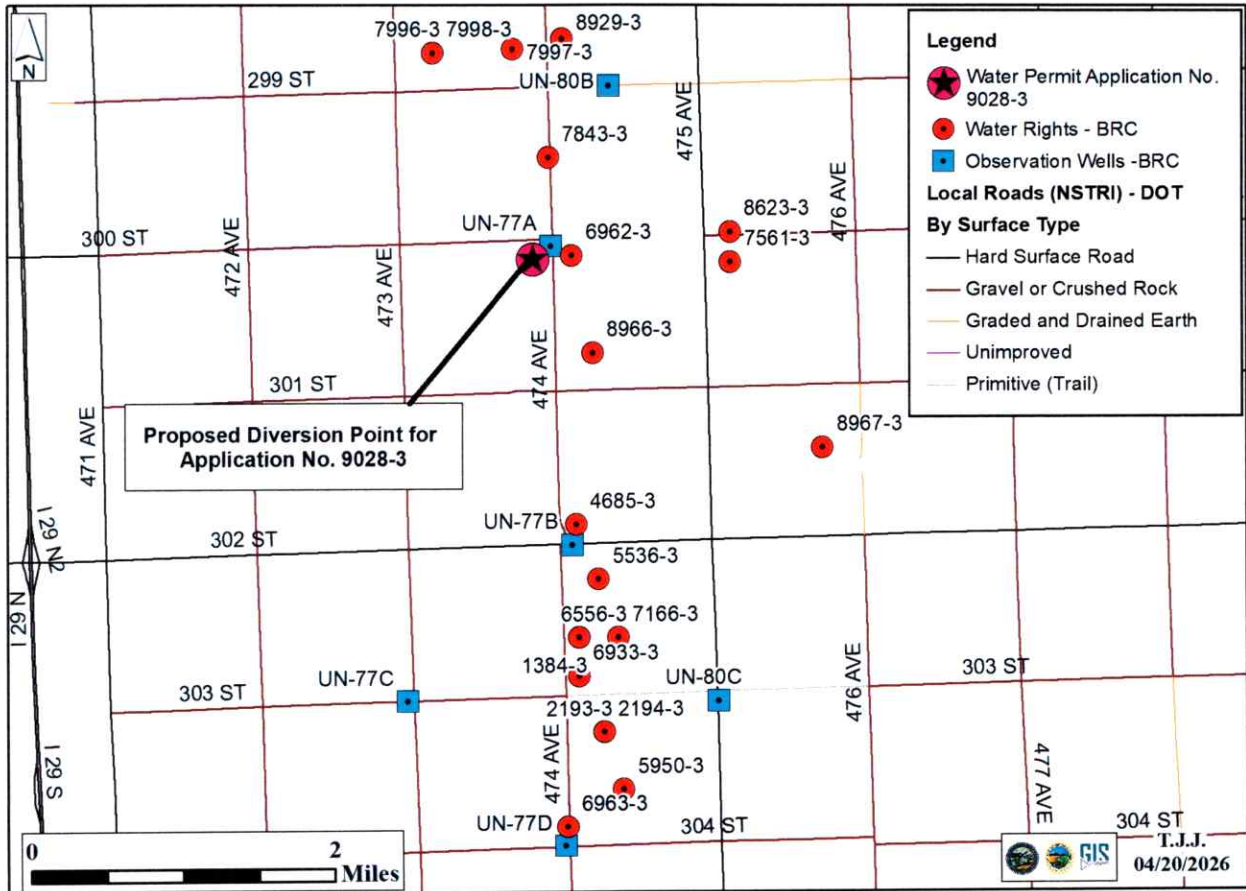 7996-3 7998-3
8929-3
7997-3
N
299 ST
UN-80B
475 AVE
7843-3
476 AVE
UN-77A
6962-3
8623-3
7561-3
300 ST
472 AVE
473 AVE
474 AVE
8966-3
301 ST
471 AVE
Proposed Diversion Point for
Application No. 9028-3
8967-3
4685-3
UN-77B
I 29 N2
302 ST
5536-3
I 29 N
6556-3 7166-3
6933-3
1384-3
UN-77C
UN-80C
476 AVE
303 ST
303 ST
2193-3 2194-3
474 AVE
I 29 S
477 AVE
5950-3
6963-3
UN-77D
304 ST
304 ST
0 2
Miles
Legend
Water Permit Application No.
9028-3
Water Rights - BRC
Observation Wells -BRC
Local Roads (NSTRI) - DOT
By Surface Type
Hard Surface Road
Gravel or Crushed Rock
Graded and Drained Earth
Unimproved
Primitive (Trail)
GIS
T.J.J.
04/20/2026